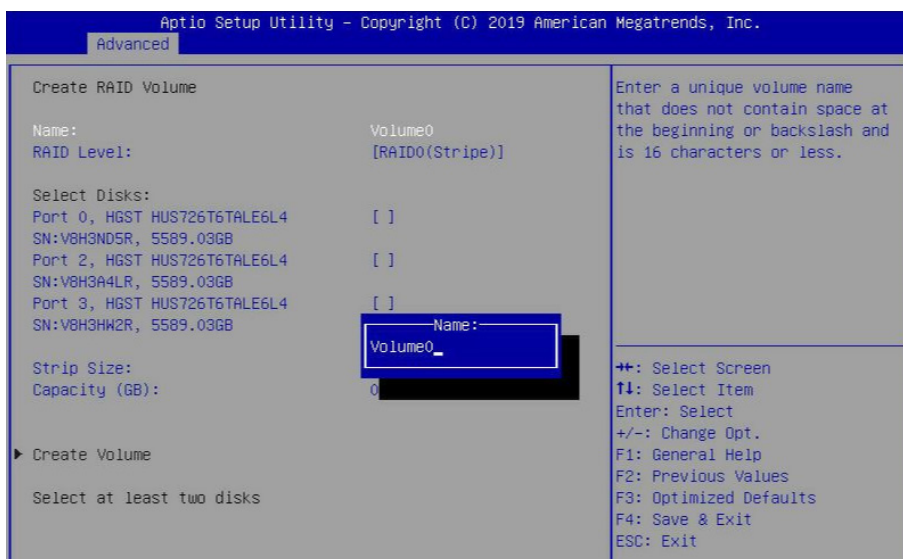 Aptio Setup Utility – Copyright (C) 2019 American Megatrends, Inc.
Advanced
Create RAID Volume
Name: Volume0
RAID Level: [RAID0(Stripe)]
Select Disks:
Port 0, HGST HUS726T6TALE6L4 [ ]
SN:V8H3ND5R, 5589.03GB
Port 2, HGST HUS726T6TALE6L4 [ ]
SN:V8H3A4LR, 5589.03GB
Port 3, HGST HUS726T6TALE6L4 [ ]
SN:V8H3HW2R, 5589.03GB
Name:
Volume0_
Strip Size:
Capacity (GB): 0
Create Volume
Select at least two disks
Enter a unique volume name
that does not contain space at
the beginning or backslash and
is 16 characters or less.
→←: Select Screen
↑↓: Select Item
Enter: Select
+/-: Change Opt.
F1: General Help
F2: Previous Values
F3: Optimized Defaults
F4: Save & Exit
ESC: Exit